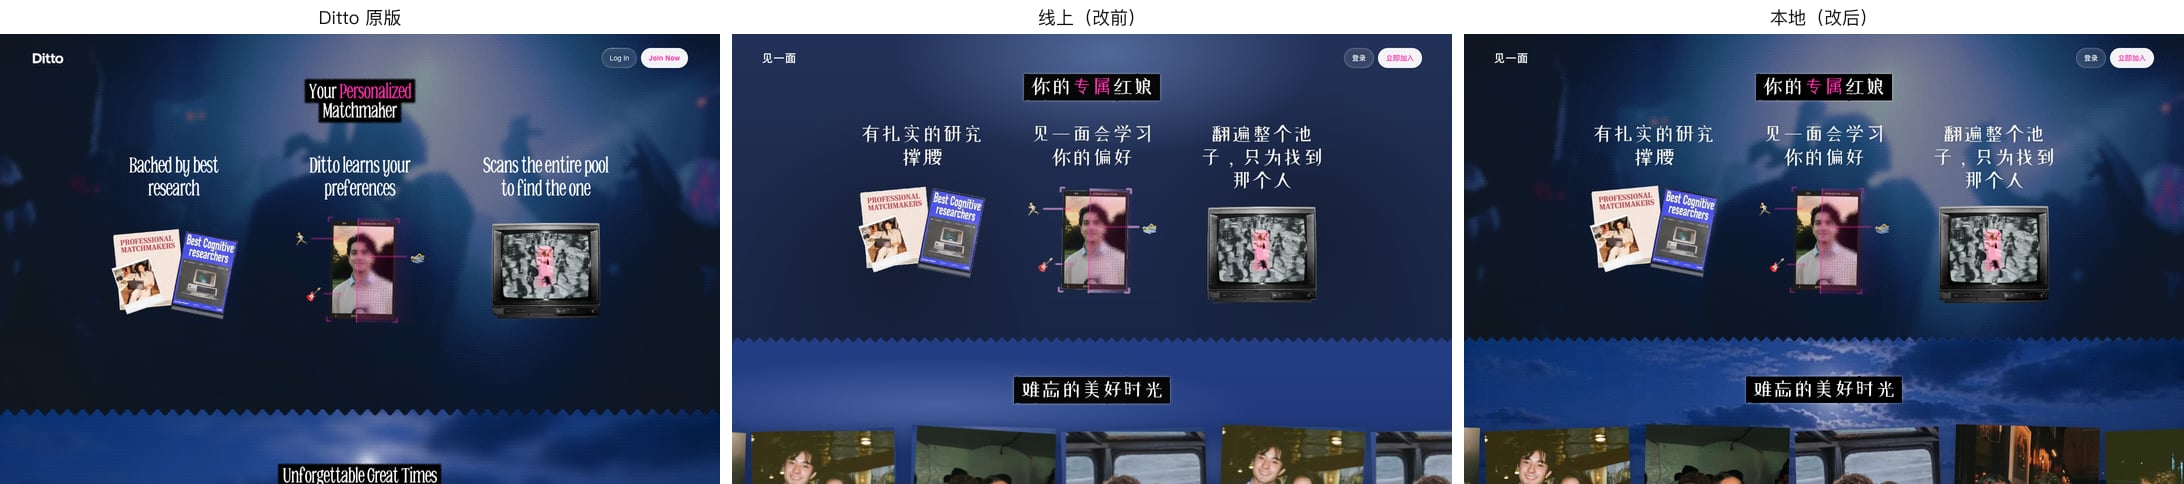 Ditto 原版
线上（改前）
本地（改后）
Ditto
Log In
Join Now
Your Personalized
Matchmaker
Backed by best
research
Ditto learns your
preferences
Scans the entire pool
to find the one
PROFESSIONAL
MATCHMAKERS
Best Cognitive
researchers
Unforgettable Great Times
见一面
登录
立即加入
你的专属红娘
有扎实的研究
撑腰
见一面会学习
你的偏好
翻遍整个池
子，只为找到
那个人
PROFESSIONAL
MATCHMAKERS
Best Cognitive
researchers
难忘的美好时光
见一面
登录
立即加入
你的专属红娘
有扎实的研究
撑腰
见一面会学习
你的偏好
翻遍整个池
子，只为找到
那个人
PROFESSIONAL
MATCHMAKERS
Best Cognitive
researchers
难忘的美好时光